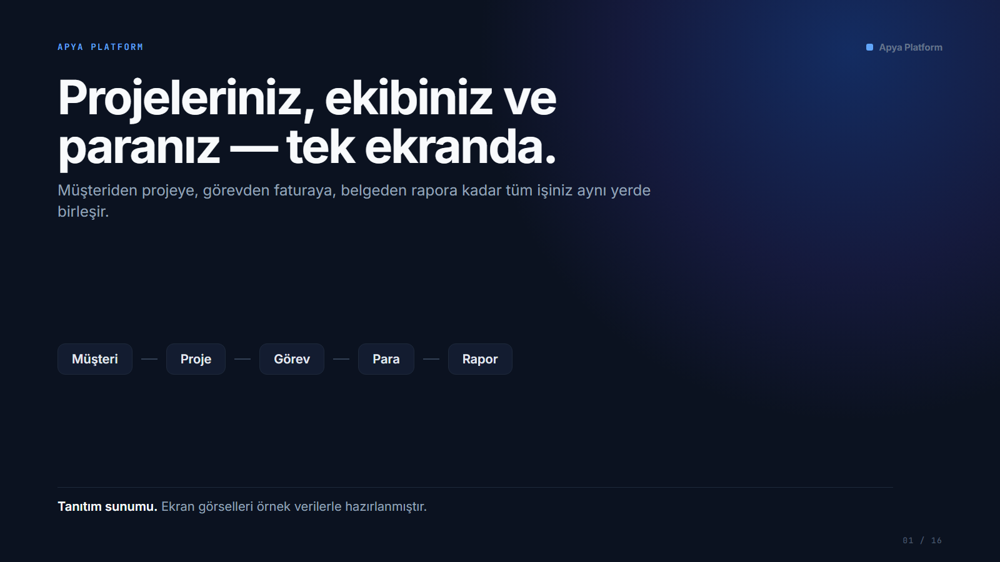 APYA PLATFORM
Apya Platform
Projeleriniz, ekibiniz ve
paranız — tek ekranda.
Müşteriden projeye, görevden faturaya, belgeden rapora kadar tüm işiniz aynı yerde
birleşir.
Müşteri — Proje — Görev — Para — Rapor
Tanıtım sunumu. Ekran görselleri örnek verilerle hazırlanmıştır.
01 / 16